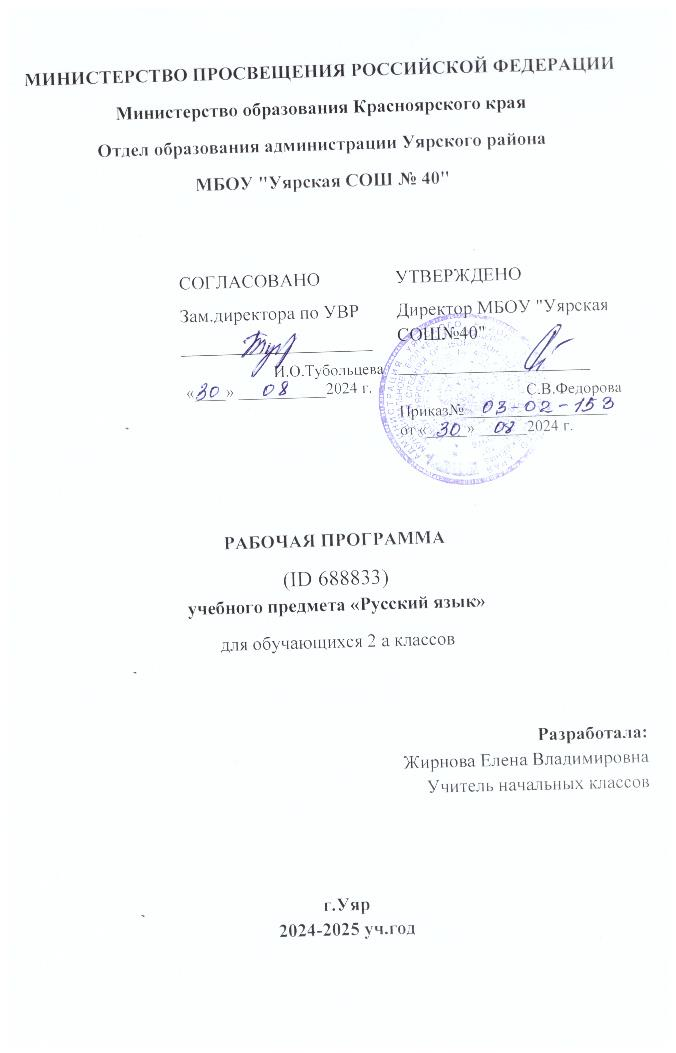 МИНИСТЕРСТВО ПРОСВЕЩЕНИЯ РОССИЙСКОЙ ФЕДЕРАЦИИ
Министерство образования Красноярского края
Отдел образования администрации Уярского района
МБОУ "Уярская СОШ № 40"
СОГЛАСОВАНО
Зам.директора по УВР
И.О.Тубольцева
«30» 08 2024 г.
УТВЕРЖДЕНО
Директор МБОУ "Уярская
СОШ№40"
С.В.Федорова
Приказ№ 03-02-153
от «30» 08 2024 г.
РАБОЧАЯ ПРОГРАММА
(ID 688833)
учебного предмета «Русский язык»
для обучающихся 2 а классов
Разработала:
Жирнова Елена Владимировна
Учитель начальных классов
г.Уяр
2024-2025 уч.год